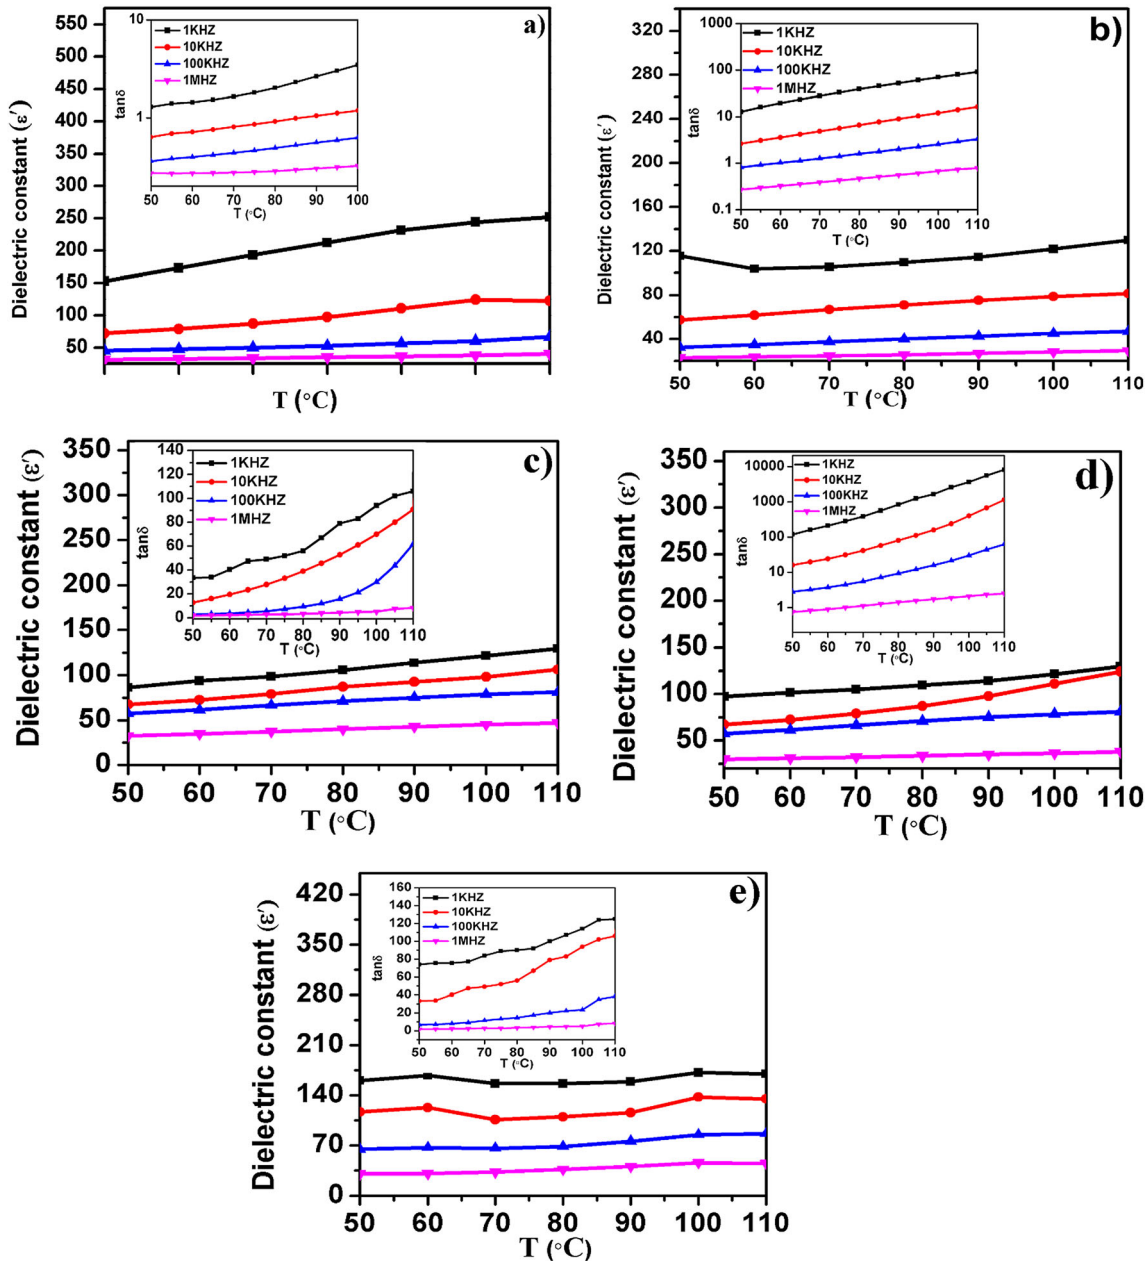 a)
Dielectric constant (ε′)
575
550
525
500
475
450
425
400
375
350
300
250
200
150
100
50
T (°C)
10
1
tanδ
1KHZ
10KHZ
100KHZ
1MHZ
50 60 70 80 90 100
T (°C)
b)
Dielectric constant (ε′)
320
280
240
200
160
120
80
40
50 60 70 80 90 100 110
T (°C)
1000
100
10
1
0.1
tanδ
1KHZ
10KHZ
100KHZ
1MHZ
50 60 70 80 90 100 110
T (°C)
c)
Dielectric constant (ε′)
350
300
250
200
150
100
50
0
50 60 70 80 90 100 110
T (°C)
140
120
100
80
60
40
20
0
tanδ
1KHZ
10KHZ
100KHZ
1MHZ
50 60 70 80 90 100 110
T (°C)
d)
Dielectric constant (ε′)
350
300
250
200
150
100
50
50 60 70 80 90 100 110
T (°C)
10000
1000
100
10
1
tanδ
1KHZ
10KHZ
100KHZ
1MHZ
50 60 70 80 90 100 110
T (°C)
e)
Dielectric constant (ε′)
420
350
280
210
140
70
0
50 60 70 80 90 100 110
T (°C)
160
140
120
100
80
60
40
20
0
tanδ
1KHZ
10KHZ
100KHZ
1MHZ
50 60 70 80 90 100 110
T (°C)